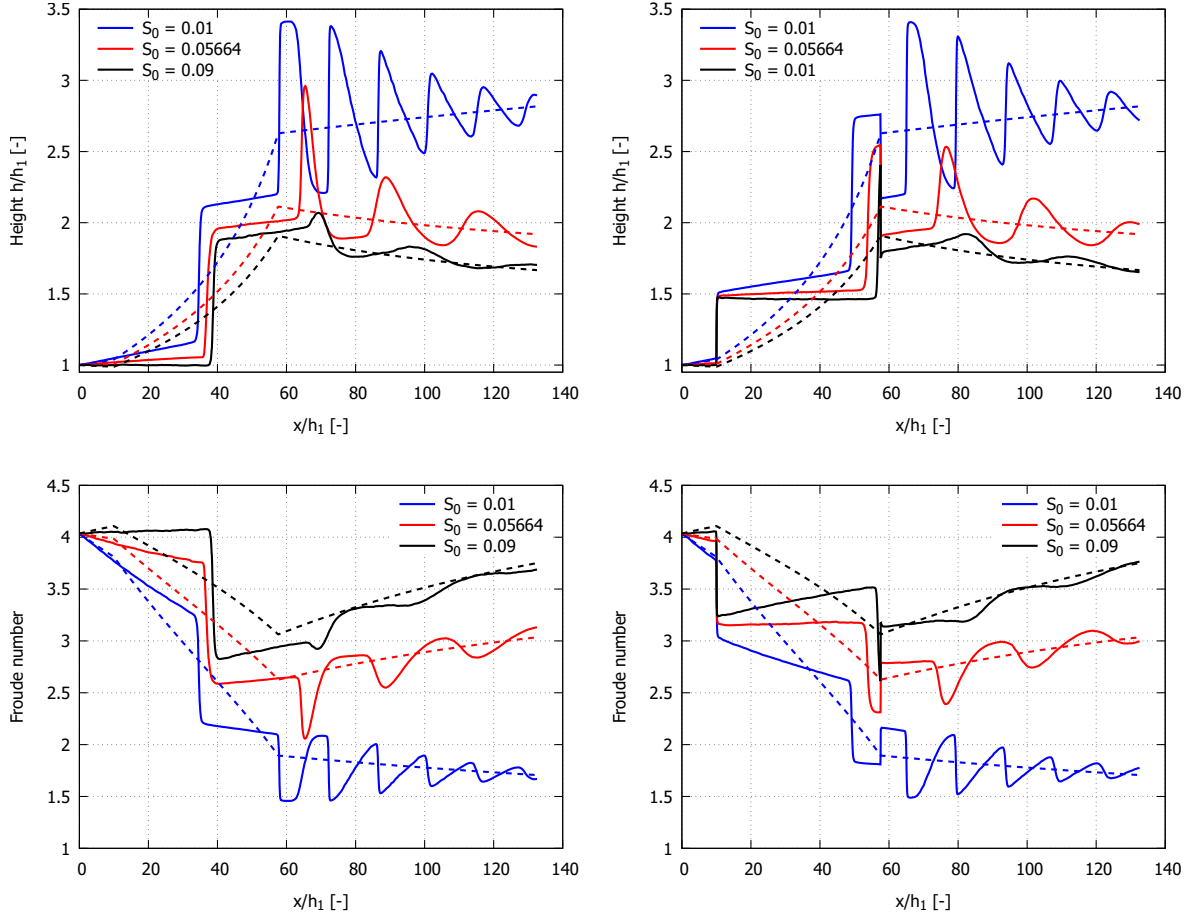 3.5
3
2.5
2
1.5
1
0 20 40 60 80 100 120 140
Height h/h1 [-]
x/h1 [-]
S0 = 0.01
S0 = 0.05664
S0 = 0.09
3.5
3
2.5
2
1.5
1
0 20 40 60 80 100 120 140
Height h/h1 [-]
x/h1 [-]
S0 = 0.01
S0 = 0.05664
S0 = 0.01
4.5
4
3.5
3
2.5
2
1.5
1
0 20 40 60 80 100 120 140
Froude number
x/h1 [-]
S0 = 0.01
S0 = 0.05664
S0 = 0.09
4.5
4
3.5
3
2.5
2
1.5
1
0 20 40 60 80 100 120 140
Froude number
x/h1 [-]
S0 = 0.01
S0 = 0.05664
S0 = 0.09